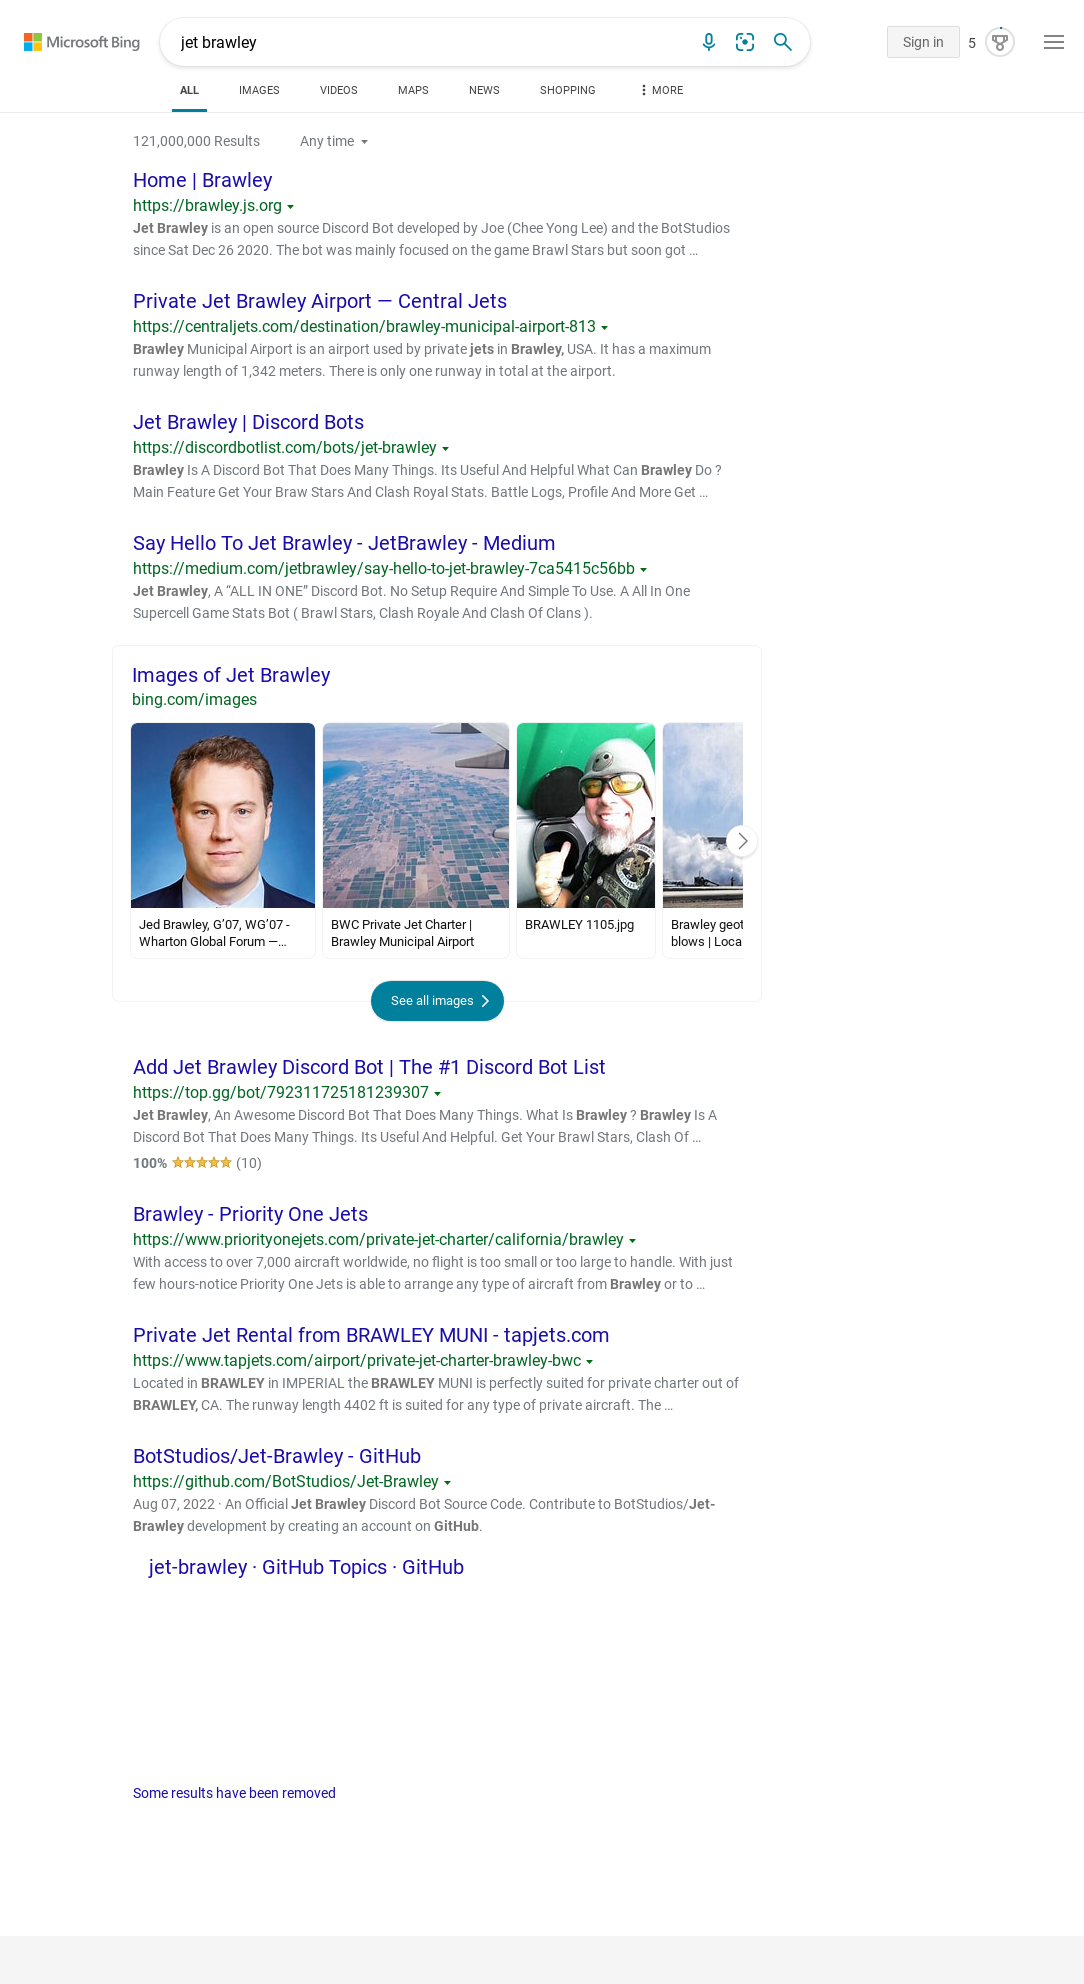 Microsoft Bing
jet brawley
Sign in
5
ALL
IMAGES
VIDEOS
MAPS
NEWS
SHOPPING
MORE
121,000,000 Results
Any time
Home | Brawley
https://brawley.js.org
Jet Brawley is an open source Discord Bot developed by Joe (Chee Yong Lee) and the BotStudios
since Sat Dec 26 2020. The bot was mainly focused on the game Brawl Stars but soon got …
Private Jet Brawley Airport — Central Jets
https://centraljets.com/destination/brawley-municipal-airport-813
Brawley Municipal Airport is an airport used by private jets in Brawley, USA. It has a maximum
runway length of 1,342 meters. There is only one runway in total at the airport.
Jet Brawley | Discord Bots
https://discordbotlist.com/bots/jet-brawley
Brawley Is A Discord Bot That Does Many Things. Its Useful And Helpful What Can Brawley Do ?
Main Feature Get Your Braw Stars And Clash Royal Stats. Battle Logs, Profile And More Get …
Say Hello To Jet Brawley - JetBrawley - Medium
https://medium.com/jetbrawley/say-hello-to-jet-brawley-7ca5415c56bb
Jet Brawley, A “ALL IN ONE” Discord Bot. No Setup Require And Simple To Use. A All In One
Supercell Game Stats Bot ( Brawl Stars, Clash Royale And Clash Of Clans ).
Images of Jet Brawley
bing.com/images
Jed Brawley, G’07, WG’07 -
Wharton Global Forum —…
BWC Private Jet Charter |
Brawley Municipal Airport
BRAWLEY 1105.jpg
Brawley geot
blows | Loca
See all images
Add Jet Brawley Discord Bot | The #1 Discord Bot List
https://top.gg/bot/792311725181239307
Jet Brawley, An Awesome Discord Bot That Does Many Things. What Is Brawley ? Brawley Is A
Discord Bot That Does Many Things. Its Useful And Helpful. Get Your Brawl Stars, Clash Of …
100% (10)
Brawley - Priority One Jets
https://www.priorityonejets.com/private-jet-charter/california/brawley
With access to over 7,000 aircraft worldwide, no flight is too small or too large to handle. With just
few hours-notice Priority One Jets is able to arrange any type of aircraft from Brawley or to …
Private Jet Rental from BRAWLEY MUNI - tapjets.com
https://www.tapjets.com/airport/private-jet-charter-brawley-bwc
Located in BRAWLEY in IMPERIAL the BRAWLEY MUNI is perfectly suited for private charter out of
BRAWLEY, CA. The runway length 4402 ft is suited for any type of private aircraft. The …
BotStudios/Jet-Brawley - GitHub
https://github.com/BotStudios/Jet-Brawley
Aug 07, 2022 · An Official Jet Brawley Discord Bot Source Code. Contribute to BotStudios/Jet-
Brawley development by creating an account on GitHub.
jet-brawley · GitHub Topics · GitHub
Some results have been removed